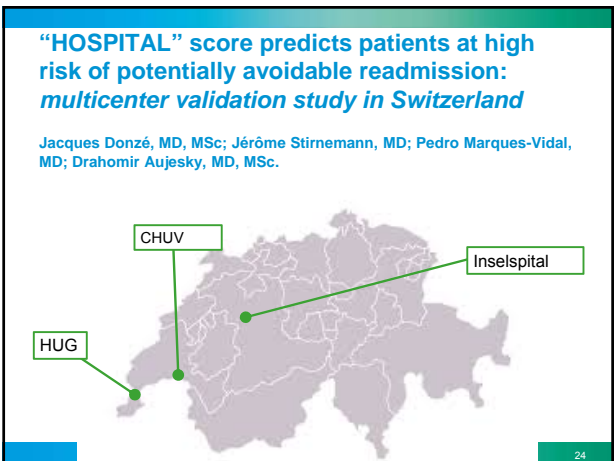 “HOSPITAL” score predicts patients at high
risk of potentially avoidable readmission:
multicenter validation study in Switzerland
Jacques Donzé, MD, MSc; Jérôme Stirnemann, MD; Pedro Marques-Vidal,
MD; Drahomir Aujesky, MD, MSc.
CHUV
Inselspital
HUG
24